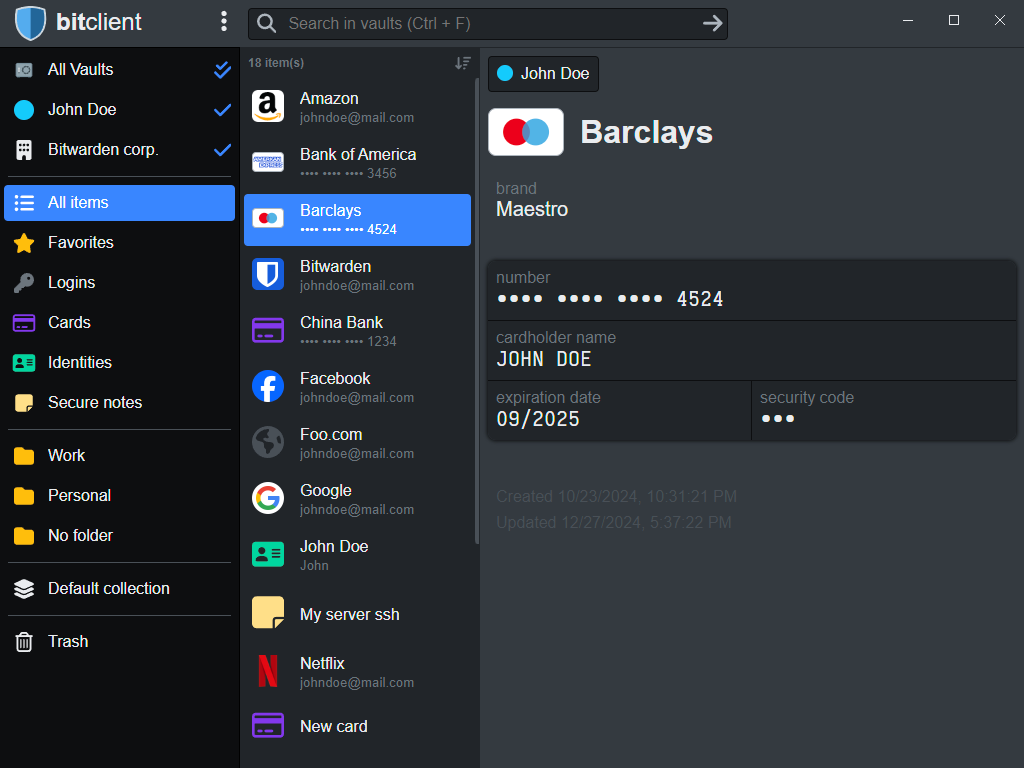 bitclient
Search in vaults (Ctrl + F)
All Vaults
John Doe
Bitwarden corp.
All items
Favorites
Logins
Cards
Identities
Secure notes
Work
Personal
No folder
Default collection
Trash
18 item(s)
Amazon
johndoe@mail.com
Bank of America
AMERICAN EXPRESS
•••• •••• •••• 3456
Barclays
•••• •••• •••• 4524
Bitwarden
johndoe@mail.com
China Bank
•••• •••• •••• 1234
Facebook
johndoe@mail.com
Foo.com
johndoe@mail.com
Google
johndoe@mail.com
John Doe
John
My server ssh
Netflix
johndoe@mail.com
New card
John Doe
Barclays
brand
Maestro
number
•••• •••• •••• 4524
cardholder name
JOHN DOE
expiration date
09/2025
security code
•••
Created 10/23/2024, 10:31:21 PM
Updated 12/27/2024, 5:37:22 PM